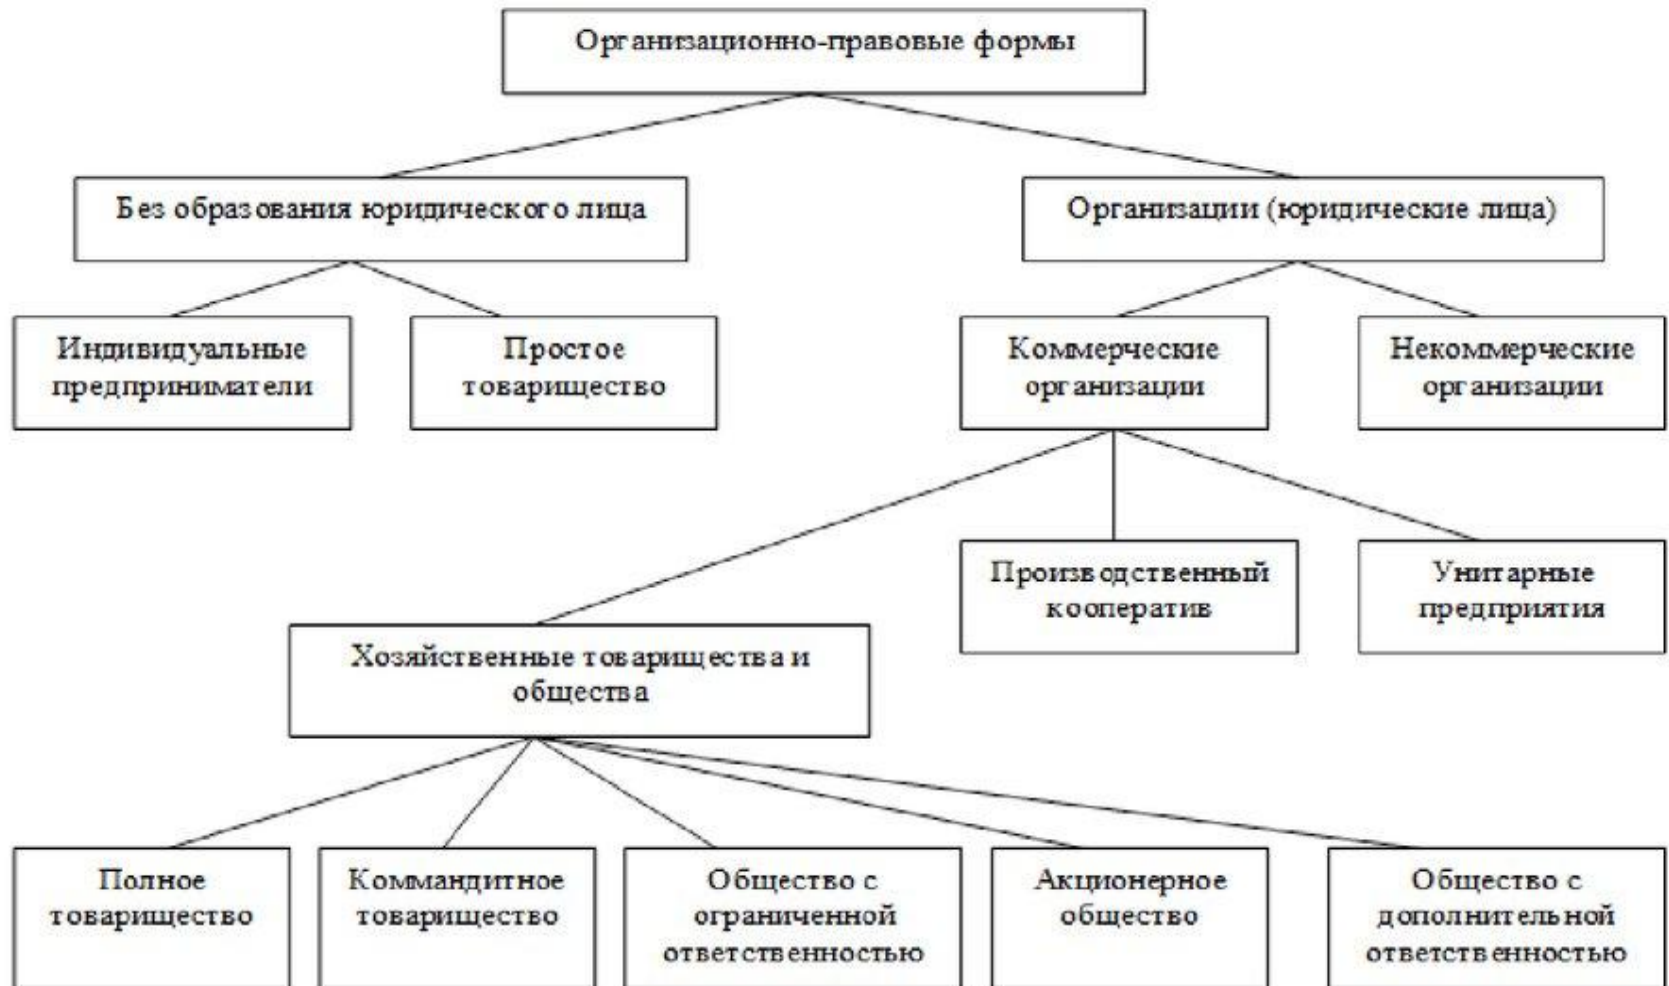 Организационно-правовые формы
Без образования юридического лица
Организации (юридические лица)
Индивидуальные
предприниматели
Простое
товарищество
Коммерческие
организации
Некоммерческие
организации
Производственный
кооператив
Унитарные
предприятия
Хозяйственные товарищества и
общества
Полное
товарищество
Коммандитное
товарищество
Общество с
ограниченной
ответственностью
Акционерное
общество
Общество с
дополнительной
ответственностью